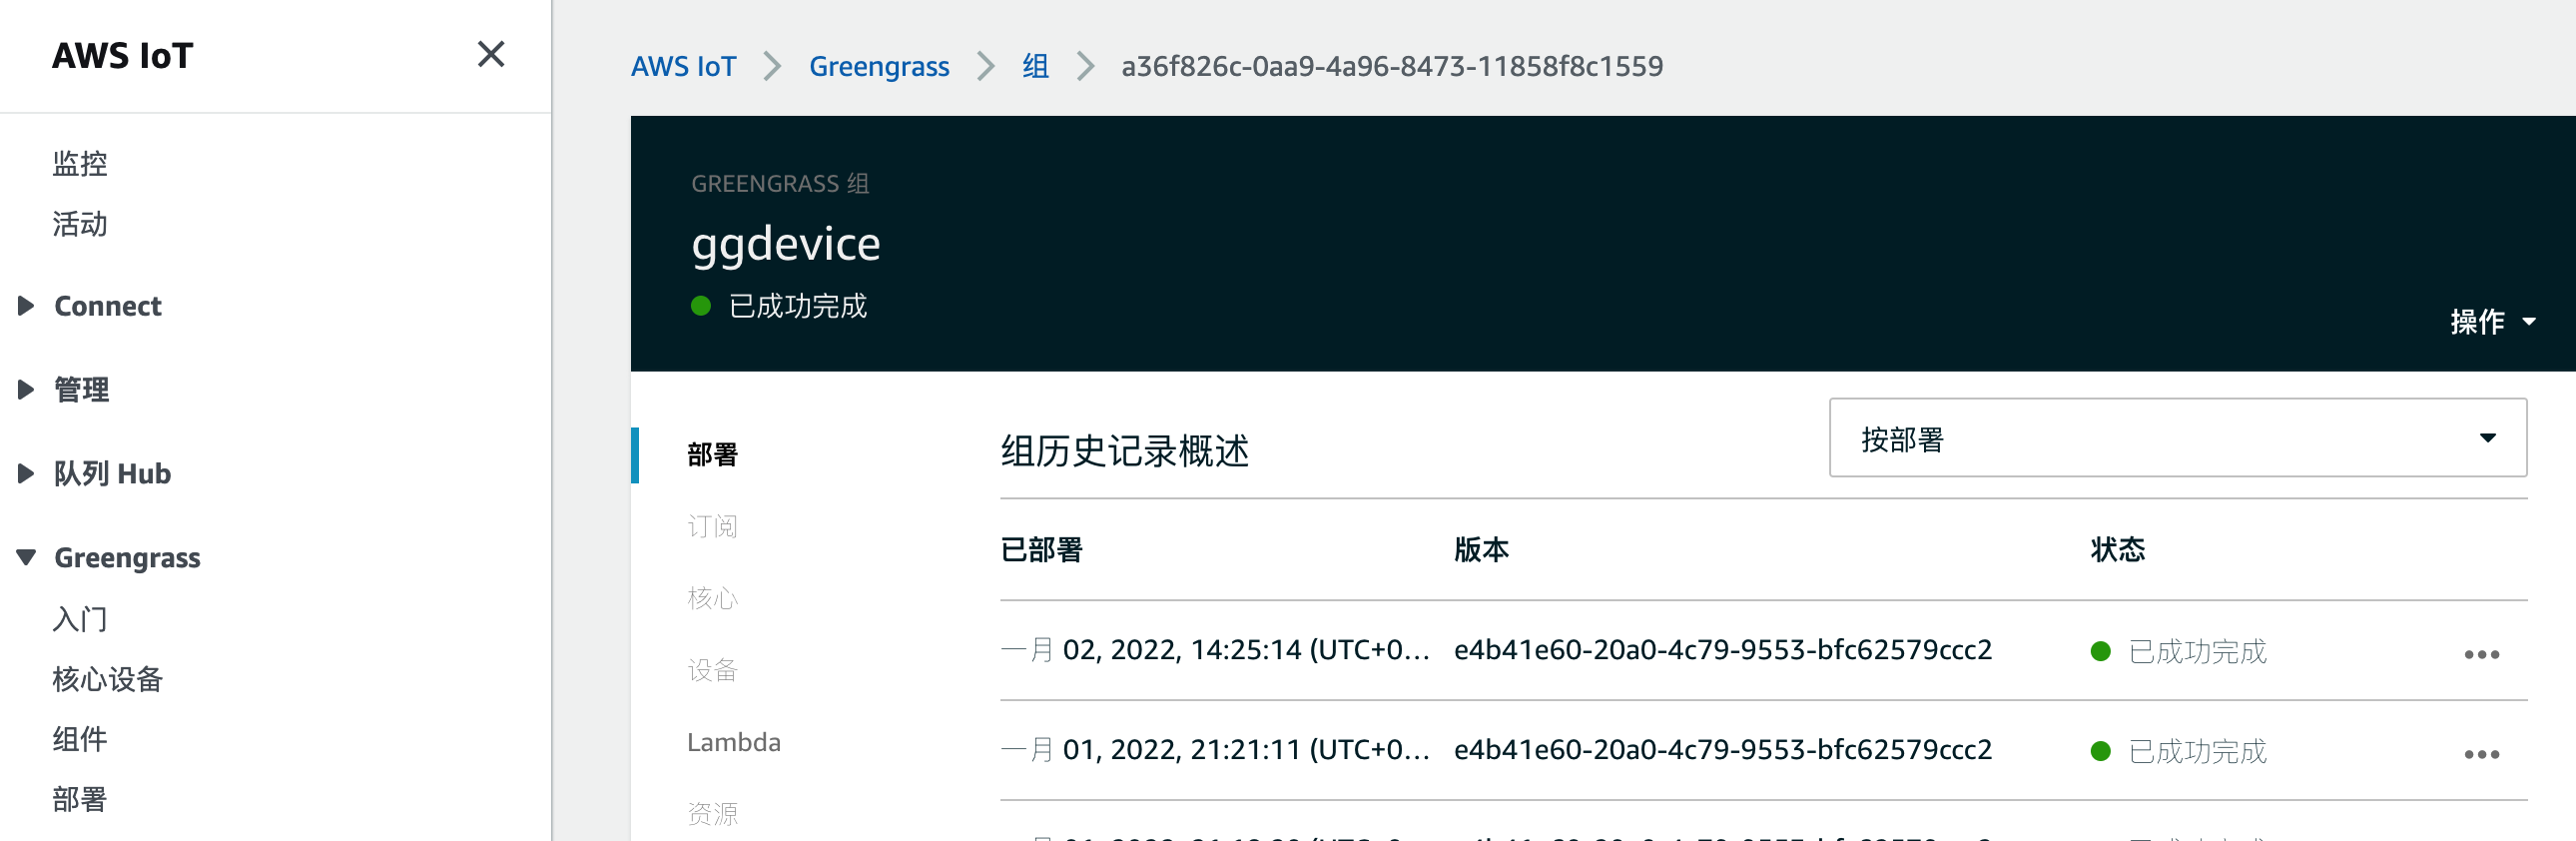 AWS IoT
监控
活动
Connect
管理
队列 Hub
Greengrass
入门
核心设备
组件
部署
AWS IoT > Greengrass > 组 > a36f826c-0aa9-4a96-8473-11858f8c1559
GREENGRASS 组
ggdevice
已成功完成
操作
部署
订阅
核心
设备
Lambda
资源
组历史记录概述
按部署
已部署 版本 状态
一月 02, 2022, 14:25:14 (UTC+0... e4b41e60-20a0-4c79-9553-bfc62579ccc2 已成功完成
一月 01, 2022, 21:21:11 (UTC+0... e4b41e60-20a0-4c79-9553-bfc62579ccc2 已成功完成